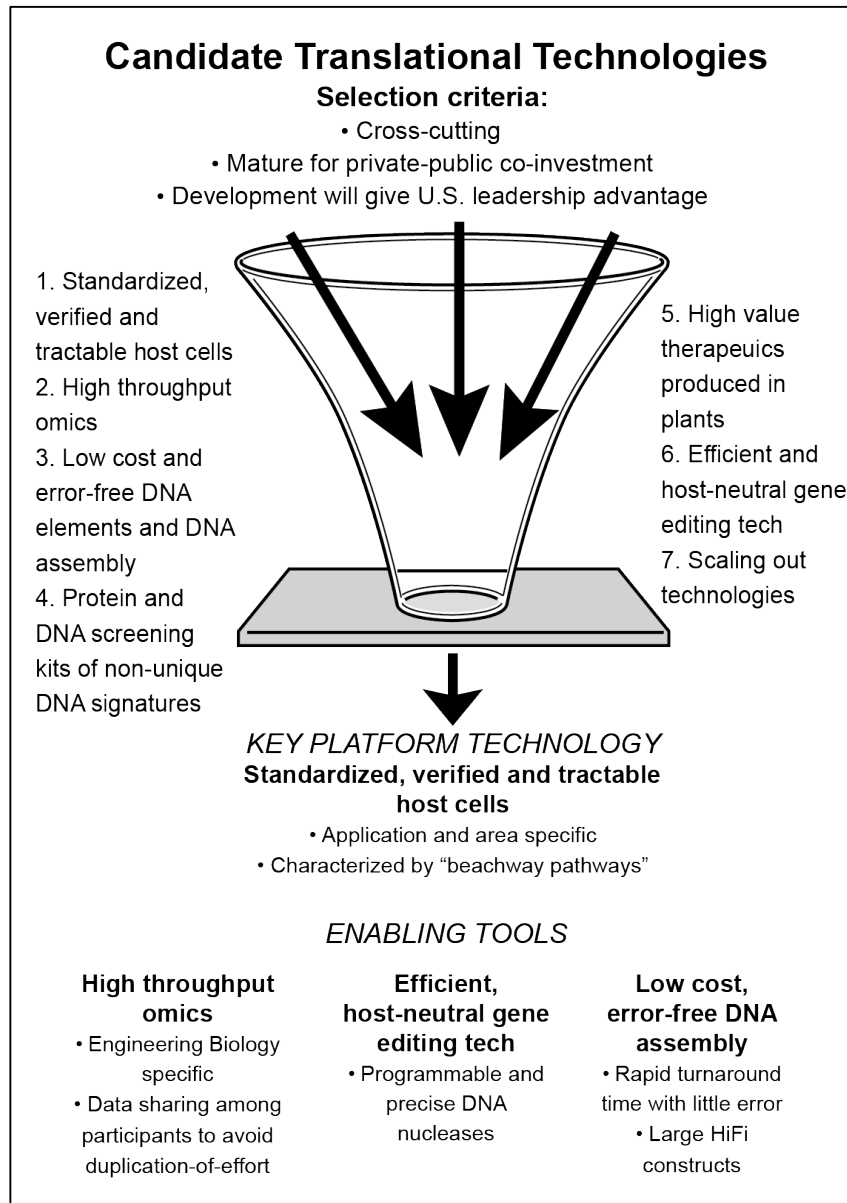 Candidate Translational Technologies
Selection criteria:
• Cross-cutting
• Mature for private-public co-investment
• Development will give U.S. leadership advantage
1. Standardized,
verified and
tractable host cells
2. High throughput
omics
3. Low cost and
error-free DNA
elements and DNA
assembly
4. Protein and
DNA screening
kits of non-unique
DNA signatures
5. High value
therapeuics
produced in
plants
6. Efficient and
host-neutral gene
editing tech
7. Scaling out
technologies
KEY PLATFORM TECHNOLOGY
Standardized, verified and tractable
host cells
• Application and area specific
• Characterized by “beachway pathways”
ENABLING TOOLS
High throughput
omics
• Engineering Biology
specific
• Data sharing among
participants to avoid
duplication-of-effort
Efficient,
host-neutral gene
editing tech
• Programmable and
precise DNA
nucleases
Low cost,
error-free DNA
assembly
• Rapid turnaround
time with little error
• Large HiFi
constructs